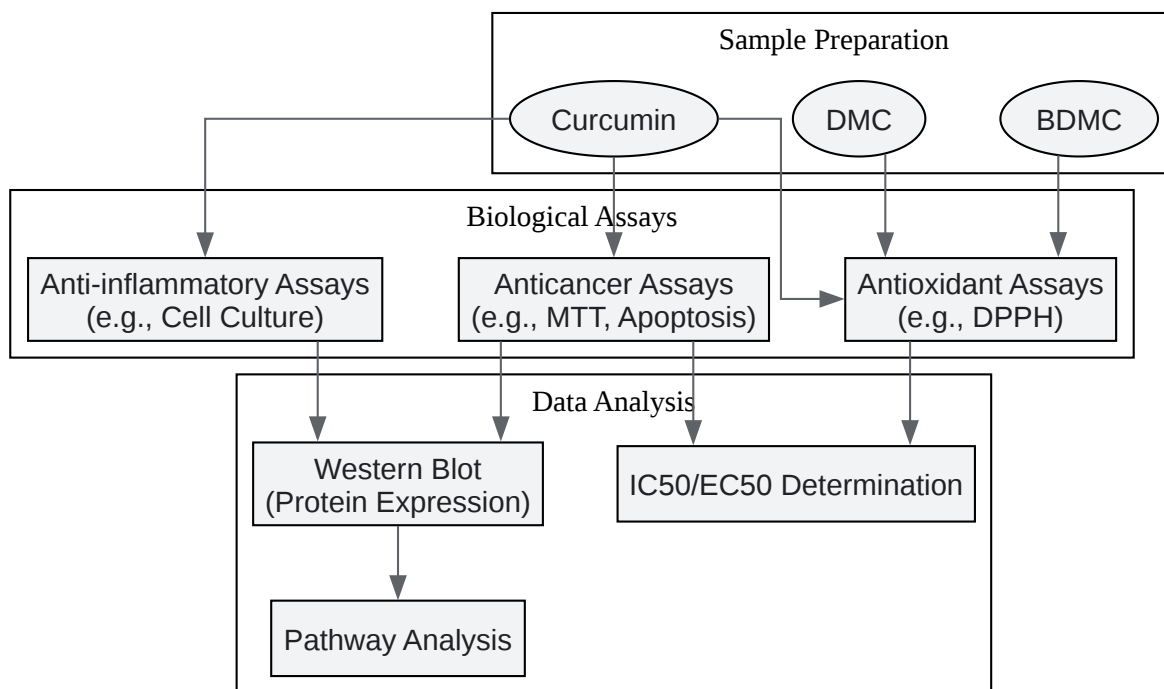 Sample Preparation
Curcumin
DMC
BDMC
Biological Assays
Anti-inflammatory Assays
(e.g., Cell Culture)
Anticancer Assays
(e.g., MTT, Apoptosis)
Antioxidant Assays
(e.g., DPPH)
Data Analysis
Western Blot
(Protein Expression)
IC50/EC50 Determination
Pathway Analysis